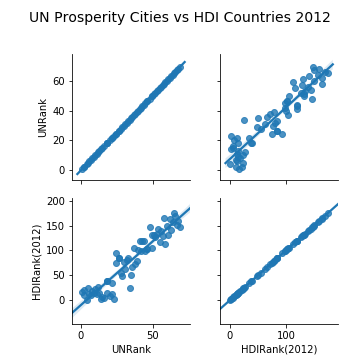 UN Prosperity Cities vs HDI Countries 2012
60
40
20
0
UNRank
200
150
100
50
0
HDIRank(2012)
0 50
UNRank
0 100
HDIRank(2012)